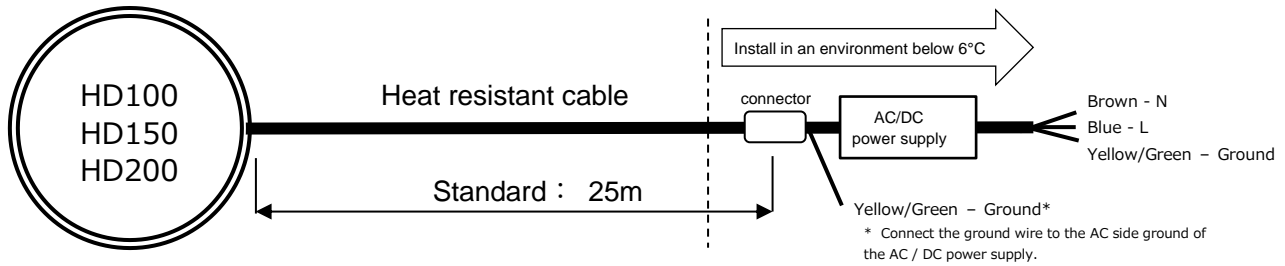 HD100
HD150
HD200
Heat resistant cable
Standard： 25m
Install in an environment below 6°C
connector
AC/DC
power supply
Brown - N
Blue - L
Yellow/Green – Ground
Yellow/Green – Ground*
* Connect the ground wire to the AC side ground of
the AC / DC power supply.